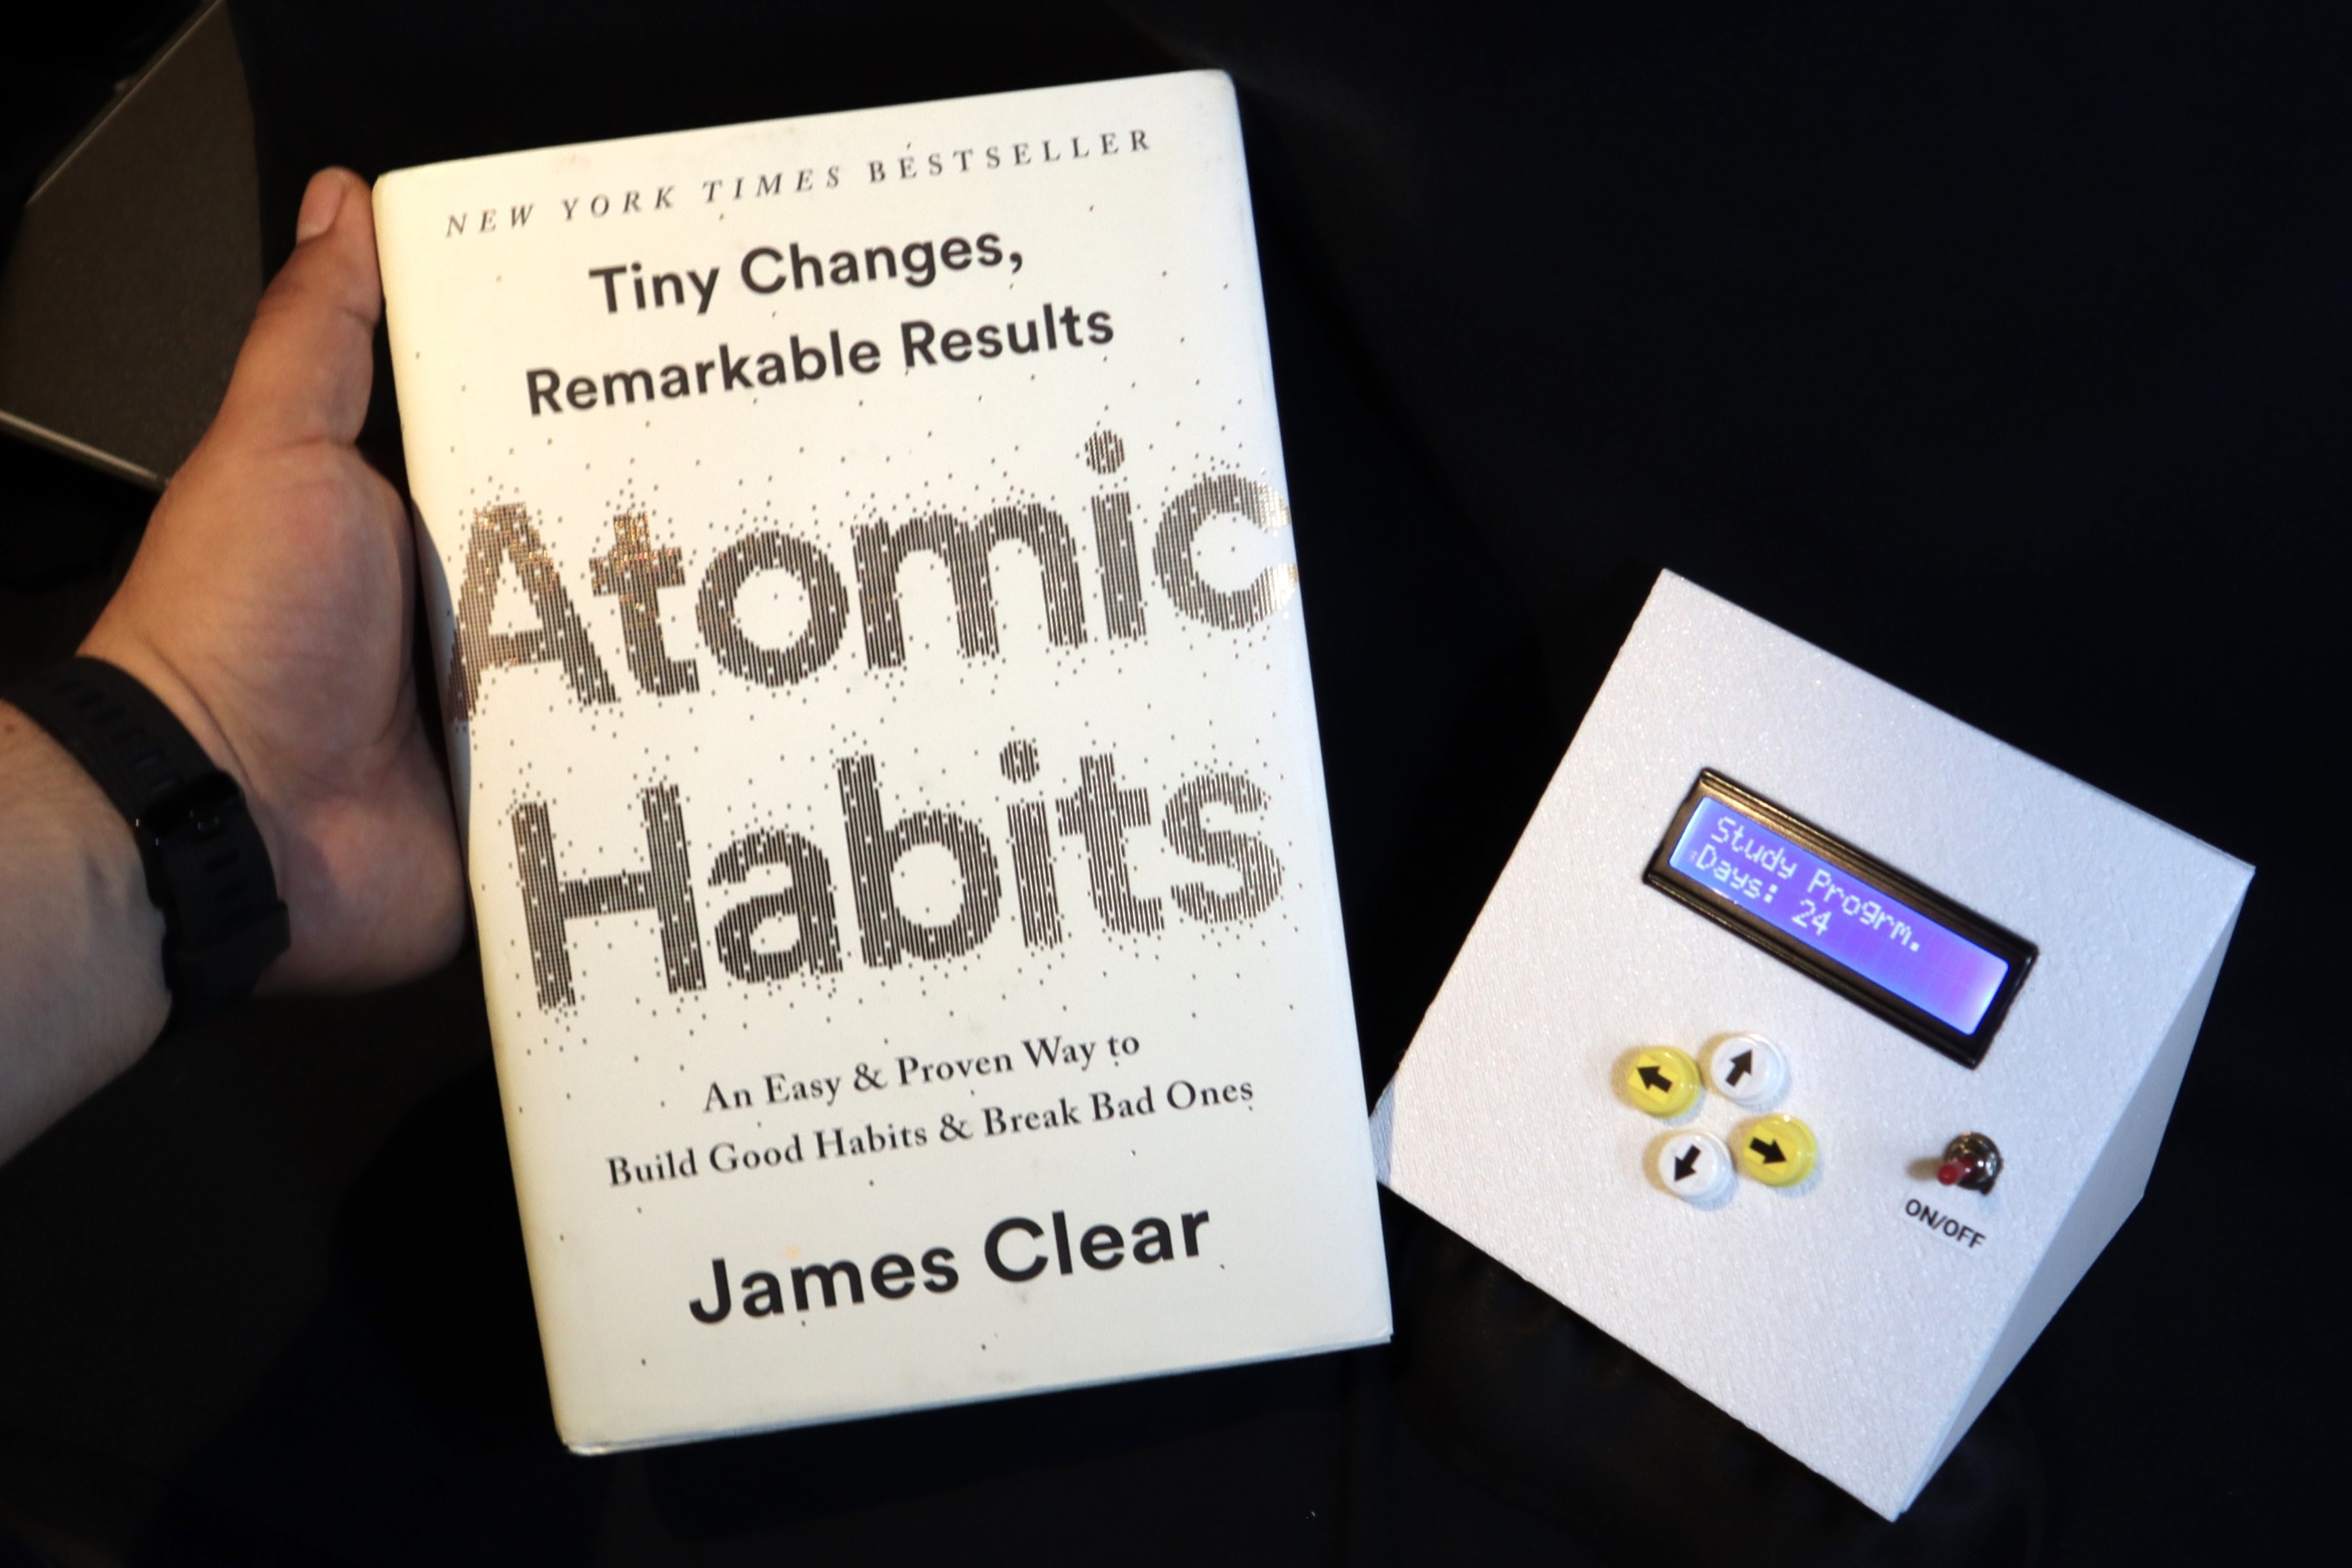 NEW YORK TIMES BESTSELLER
Tiny Changes,
Remarkable Results
Atomic
Habits
An Easy & Proven Way to
Build Good Habits & Break Bad Ones
James Clear
Study Progrm.
Days: 24
ON/OFF